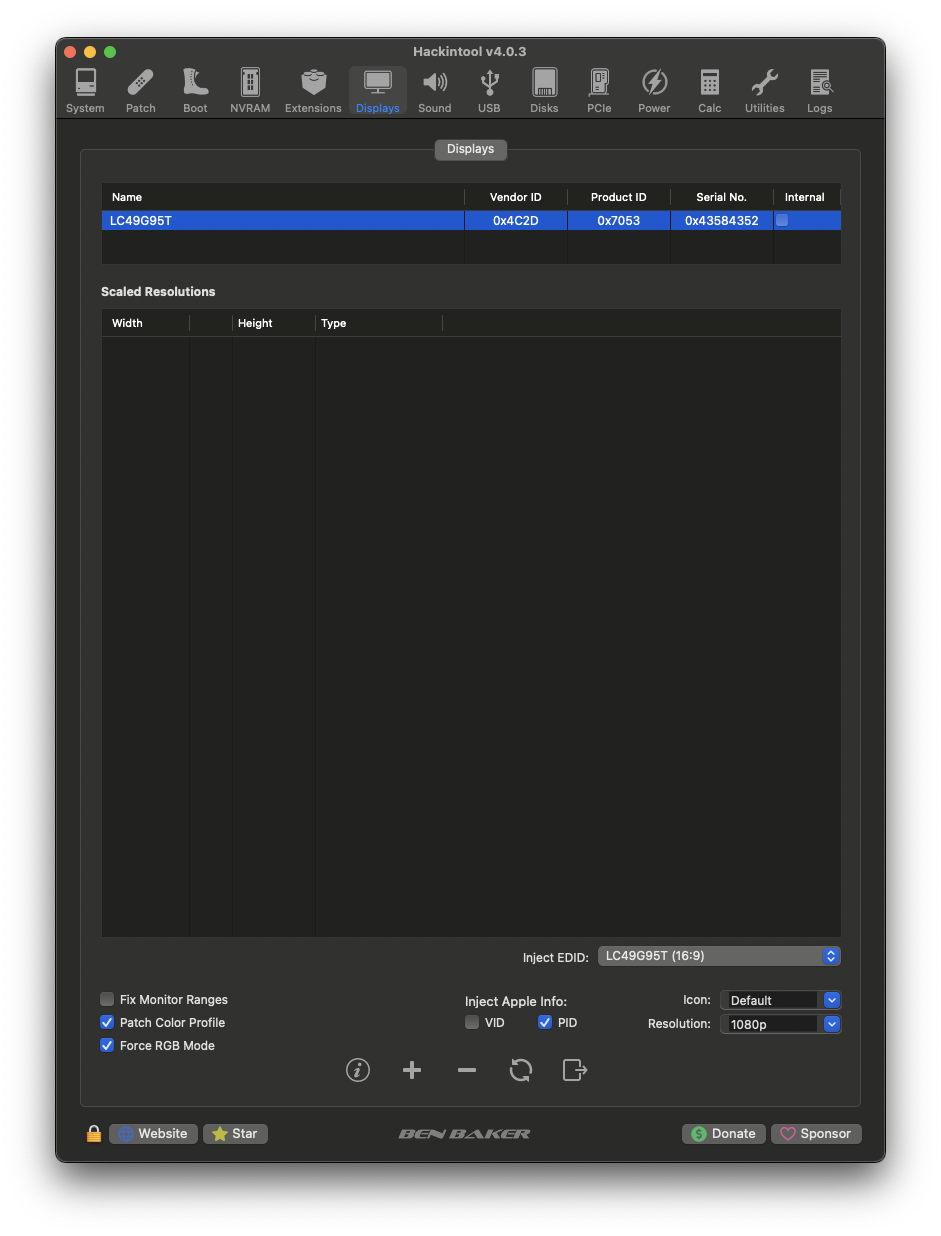 Hackintool v4.0.3
System Patch Boot NVRAM Extensions Displays Sound USB Disks PCIe Power Calc Utilities Logs
Displays
Name Vendor ID Product ID Serial No. Internal
LC49G95T 0x4C2D 0x7053 0x43584352
Scaled Resolutions
Width Height Type
Inject EDID: LC49G95T (16:9)
Fix Monitor Ranges Inject Apple Info: Icon: Default
Patch Color Profile VID PID Resolution: 1080p
Force RGB Mode
Website Star BEN BAKER Donate Sponsor